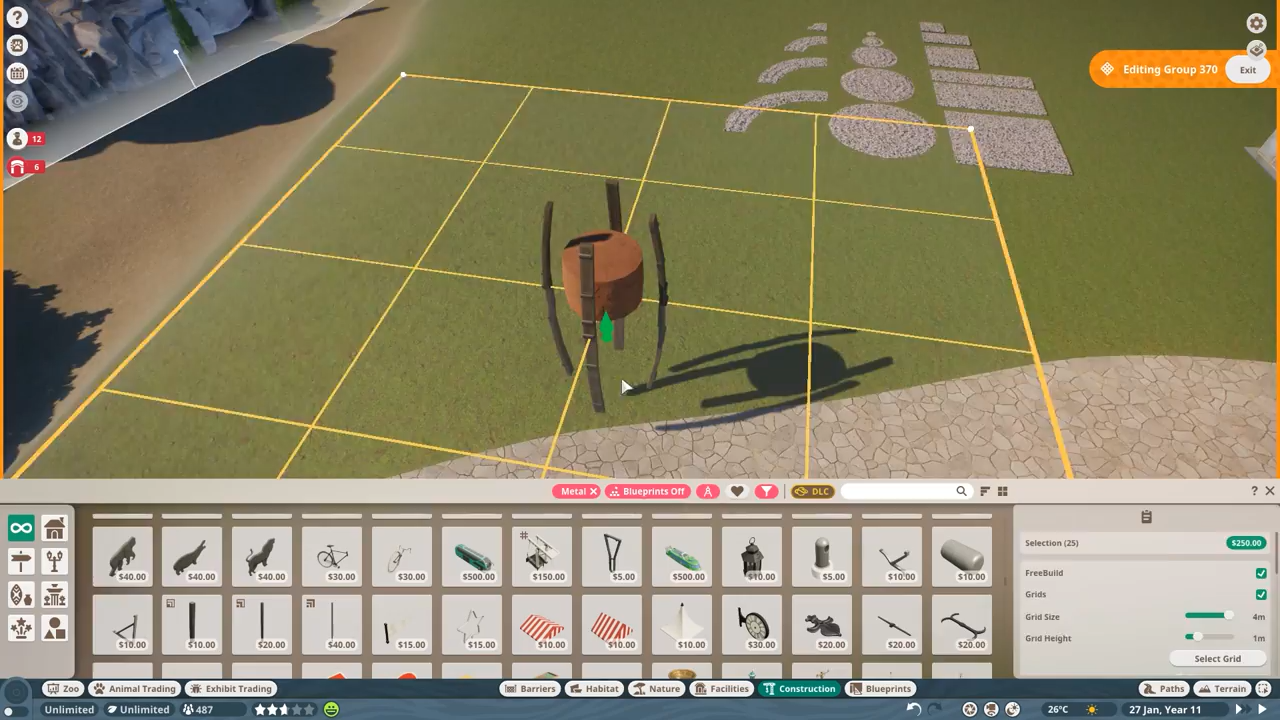 ?
Editing Group 370 Exit
12
6
Metal ✕ Blueprints Off DLC
? ✕
$40.00 $40.00 $40.00 $30.00 $30.00 $500.00 $150.00 $5.00 $500.00 $10.00 $5.00 $10.00 $10.00
$10.00 $10.00 $20.00 $40.00 $15.00 $15.00 $10.00 $10.00 $10.00 $30.00 $20.00 $20.00 $20.00
Selection (25) $250.00
FreeBuild
Grids
Grid Size 4m
Grid Height 1m
Select Grid
Zoo Animal Trading Exhibit Trading Barriers Habitat Nature Facilities Construction Blueprints Paths Terrain
Unlimited Unlimited 487 26°C 27 Jan, Year 11